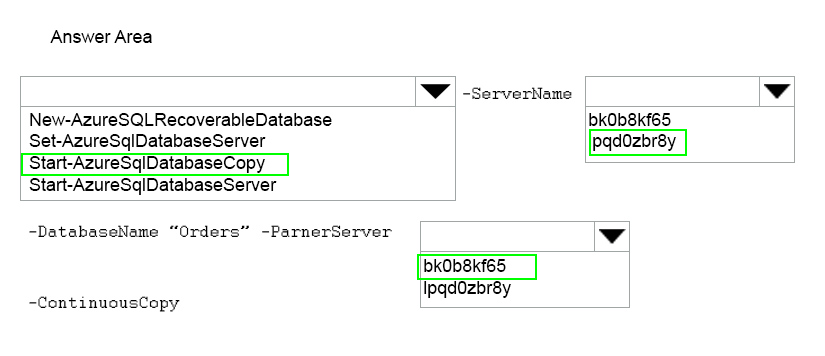 Answer Area
-ServerName
New-AzureSQLRecoverableDatabase
Set-AzureSqlDatabaseServer
Start-AzureSqlDatabaseCopy
Start-AzureSqlDatabaseServer
bk0b8kf65
pqd0zbr8y
-DatabaseName “Orders” -ParnerServer
bk0b8kf65
lpqd0zbr8y
-ContinuousCopy